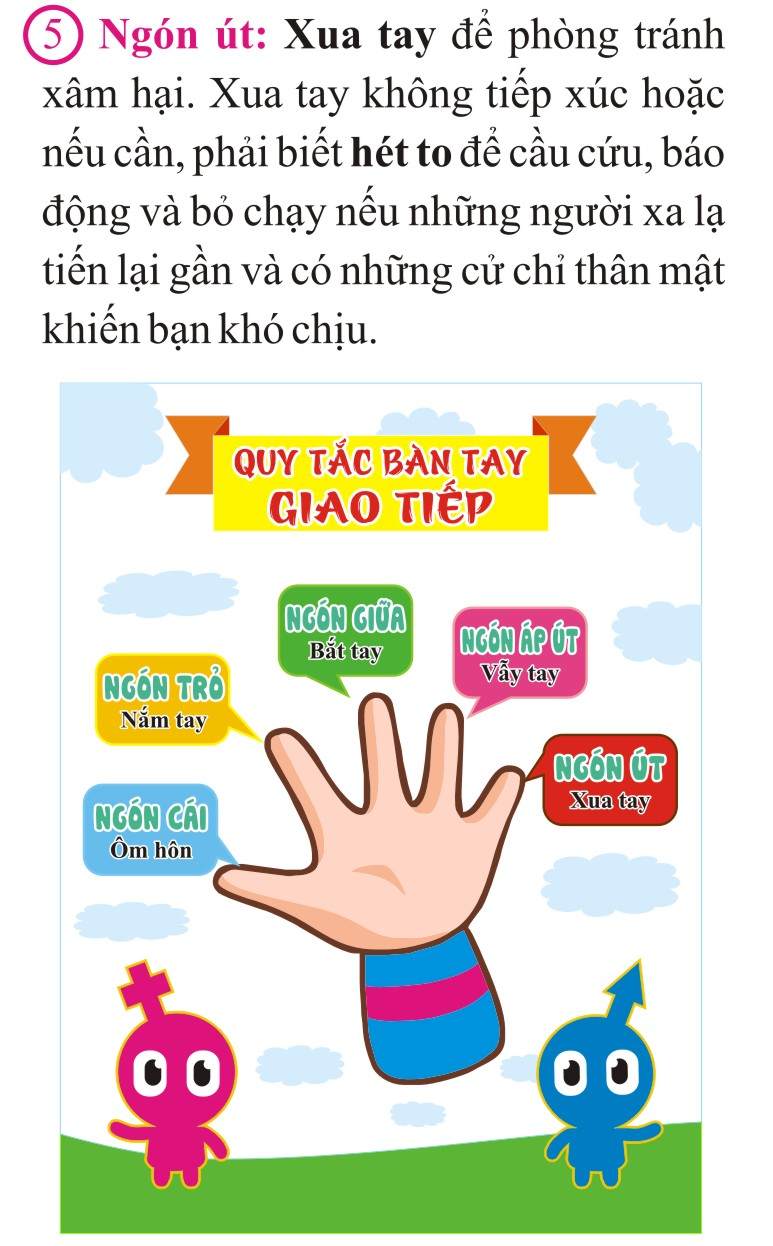 5 Ngón út: Xua tay để phòng tránh
xâm hại. Xua tay không tiếp xúc hoặc
nếu cần, phải biết hét to để cầu cứu, báo
động và bỏ chạy nếu những người xa lạ
tiến lại gần và có những cử chỉ thân mật
khiến bạn khó chịu.
QUY TẮC BÀN TAY
GIAO TIẾP
NGÓN GIỮA
Bắt tay
NGÓN ÁP ÚT
Vẫy tay
NGÓN TRỎ
Nắm tay
NGÓN ÚT
Xua tay
NGÓN CÁI
Ôm hôn